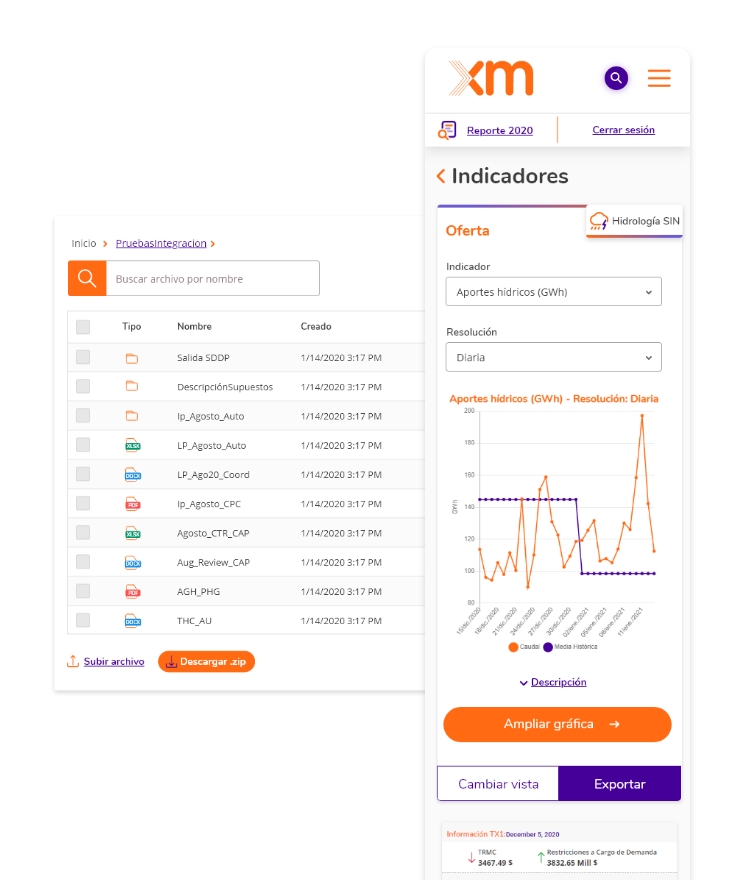 Inicio > PruebasIntegracion >
Buscar archivo por nombre
Tipo Nombre Creado
Salida SDDP 1/14/2020 3:17 PM
DescripciónSupuestos 1/14/2020 3:17 PM
Ip_Agosto_Auto 1/14/2020 3:17 PM
XLSX LP_Agosto_Auto 1/14/2020 3:17 PM
DOCX LP_Ago20_Coord 1/14/2020 3:17 PM
PDF Ip_Agosto_CPC 1/14/2020 3:17 PM
XLSX Agosto_CTR_CAP 1/14/2020 3:17 PM
DOCX Aug_Review_CAP 1/14/2020 3:17 PM
PDF AGH_PHG 1/14/2020 3:17 PM
DOCX THC_AU 1/14/2020 3:17 PM
Subir archivo Descargar .zip
xm
Reporte 2020 Cerrar sesión
Indicadores
Oferta Hidrología SIN
Indicador
Aportes hídricos (GWh)
Resolución
Diaria
Aportes hídricos (GWh) - Resolución: Diaria
200
180
160
140
120
100
80
GWh
15/dic./2020 18/dic./2020 21/dic./2020 24/dic./2020 27/dic./2020 30/dic./2020 02/ene./2021 05/ene./2021 08/ene./2021 11/ene./2021
Caudal Media Histórica
Descripción
Ampliar gráfica →
Cambiar vista Exportar
Información TX1: December 5, 2020
TRMC Restricciones a Cargo de Demanda
3467.49 $ 3832.65 Mill $